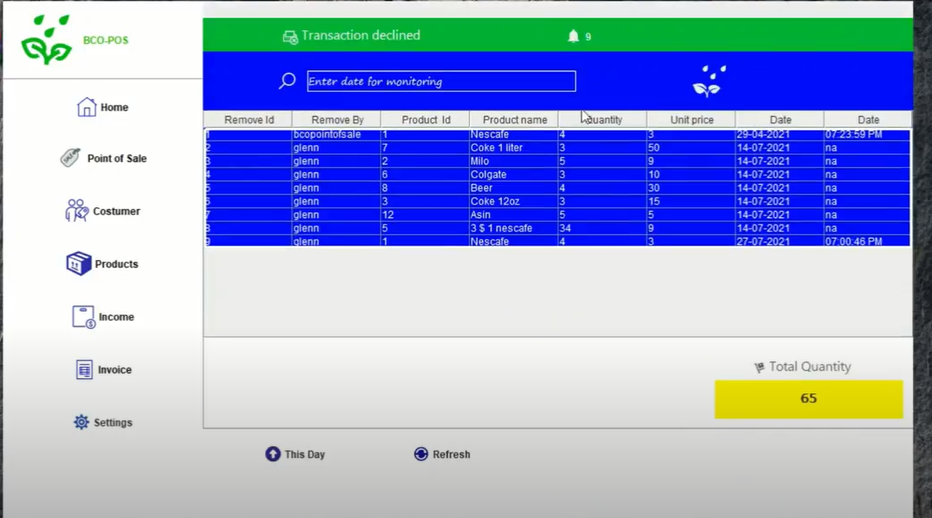 BCO-POS
Transaction declined 9
Enter date for monitoring
Home
Point of Sale
Costumer
Products
Income
Invoice
Settings
Remove Id Remove By Product Id Product name Quantity Unit price Date Date
1 bcopointofsale 1 Nescafe 4 3 29-04-2021 07:23:59 PM
2 glenn 7 Coke 1 liter 3 50 14-07-2021 na
3 glenn 2 Milo 5 9 14-07-2021 na
4 glenn 6 Colgate 3 10 14-07-2021 na
5 glenn 8 Beer 4 30 14-07-2021 na
6 glenn 3 Coke 12oz 3 15 14-07-2021 na
7 glenn 12 Asin 5 5 14-07-2021 na
8 glenn 5 3 $ 1 nescafe 34 9 14-07-2021 na
9 glenn 1 Nescafe 4 3 27-07-2021 07:00:46 PM
Total Quantity
65
This Day Refresh